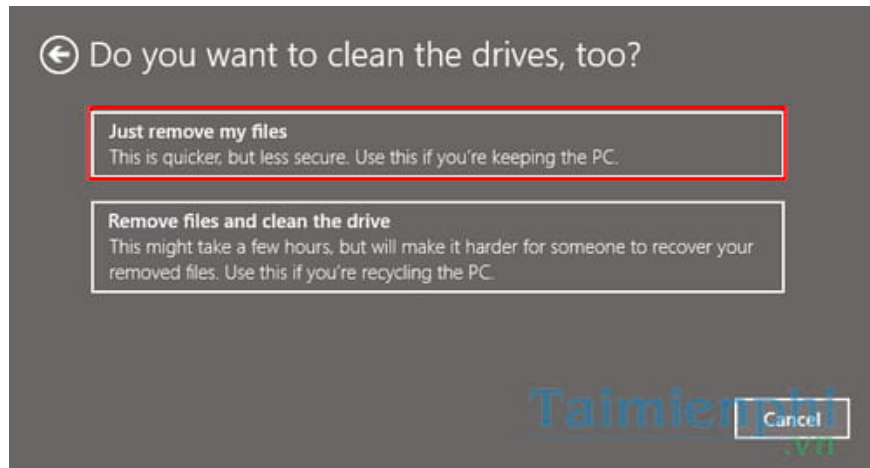 Do you want to clean the drives, too?
Just remove my files
This is quicker, but less secure. Use this if you're keeping the PC.
Remove files and clean the drive
This might take a few hours, but will make it harder for someone to recover your
removed files. Use this if you're recycling the PC.
Taimienphi
Cancel
.vn